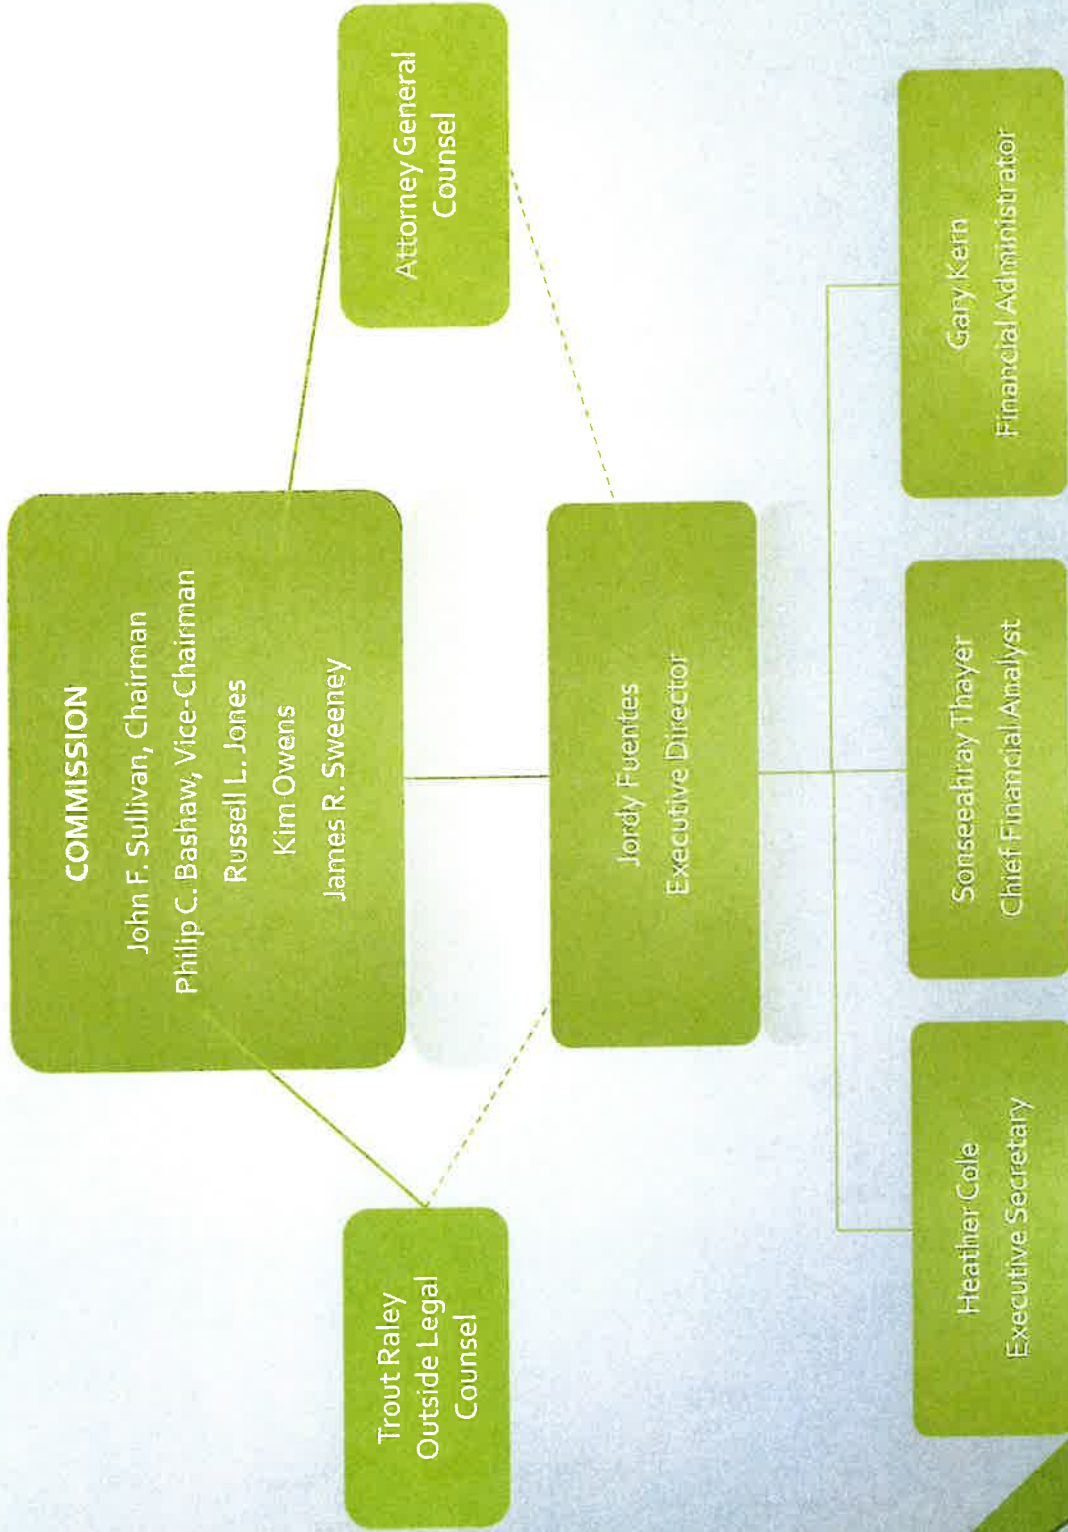 COMMISSION
John F. Sullivan, Chairman
Philip C. Bashaw, Vice-Chairman
Russell L. Jones
Kim Owens
James R. Sweeney
Trout Raley
Outside Legal
Counsel
Attorney General
Counsel
Jordy Fuentes
Executive Director
Heather Cole
Executive Secretary
Sonseeahray Thayer
Chief Financial Analyst
Gary Kern
Financial Administrator